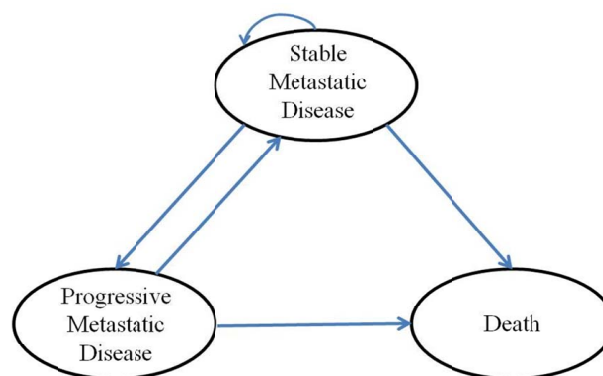 Stable
Metastatic
Disease
Progressive
Metastatic
Disease
Death